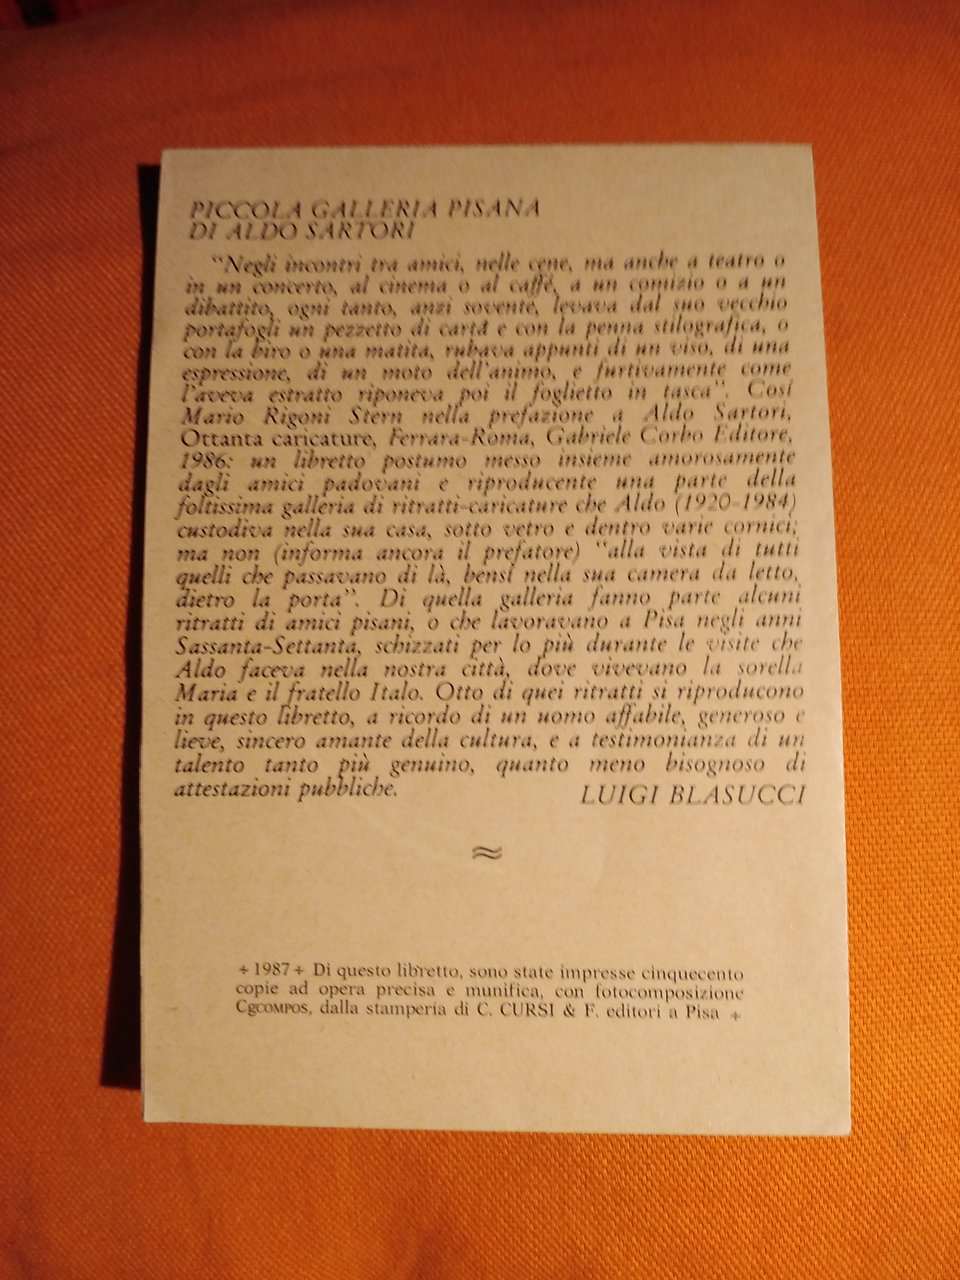 PICCOLA GALLERIA PISANA
DI ALDO SARTORI
“Negli incontri tra amici, nelle cene, ma anche a teatro o
in un concerto, al cinema o al caffè, a un comizio o a un
dibattito, ogni tanto, anzi sovente, levava dal suo vecchio
portafogli un pezzetto di carta e con la penna stilografica, o
con la biro o una matita, rubava appunti di un viso, di una
espressione, di un moto dell'animo, e furtivamente come
l'aveva estratto riponeva poi il foglietto in tasca”. Così
Mario Rigoni Stern nella prefazione a Aldo Sartori,
Ottanta caricature, Ferrara-Roma, Gabriele Corbo Editore,
1986: un libretto postumo messo insieme amorosamente
dagli amici padovani e riproducente una parte della
foltissima galleria di ritratti-caricature che Aldo (1920-1984)
custodiva nella sua casa, sotto vetro e dentro varie cornici;
ma non (informa ancora il prefatore) “alla vista di tutti
quelli che passavano di là, bensì nella sua camera da letto,
dietro la porta”. Di quella galleria fanno parte alcuni
ritratti di amici pisani, o che lavoravano a Pisa negli anni
Sassanta-Settanta, schizzati per lo più durante le visite che
Aldo faceva nella nostra città, dove vivevano la sorella
Maria e il fratello Italo. Otto di quei ritratti si riproducono
in questo libretto, a ricordo di un uomo affabile, generoso e
lieve, sincero amante della cultura, e a testimonianza di un
talento tanto più genuino, quanto meno bisognoso di
attestazioni pubbliche. LUIGI BLASUCCI
≈
÷ 1987 ÷ Di questo libretto, sono state impresse cinquecento
copie ad opera precisa e munifica, con fotocomposizione
CgCOMPOS, dalla stamperia di C. CURSI & F. editori a Pisa ÷